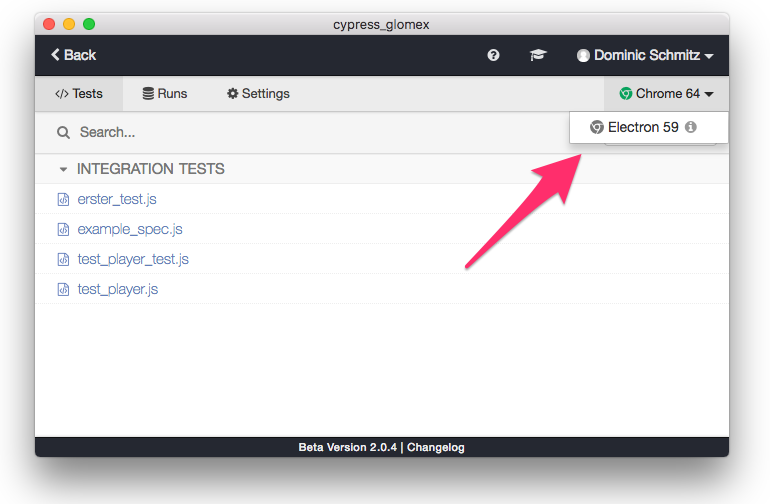 cypress_glomex
Back
Dominic Schmitz
Tests Runs Settings Chrome 64
Search...
Electron 59
INTEGRATION TESTS
erster_test.js
example_spec.js
test_player_test.js
test_player.js
Beta Version 2.0.4 | Changelog